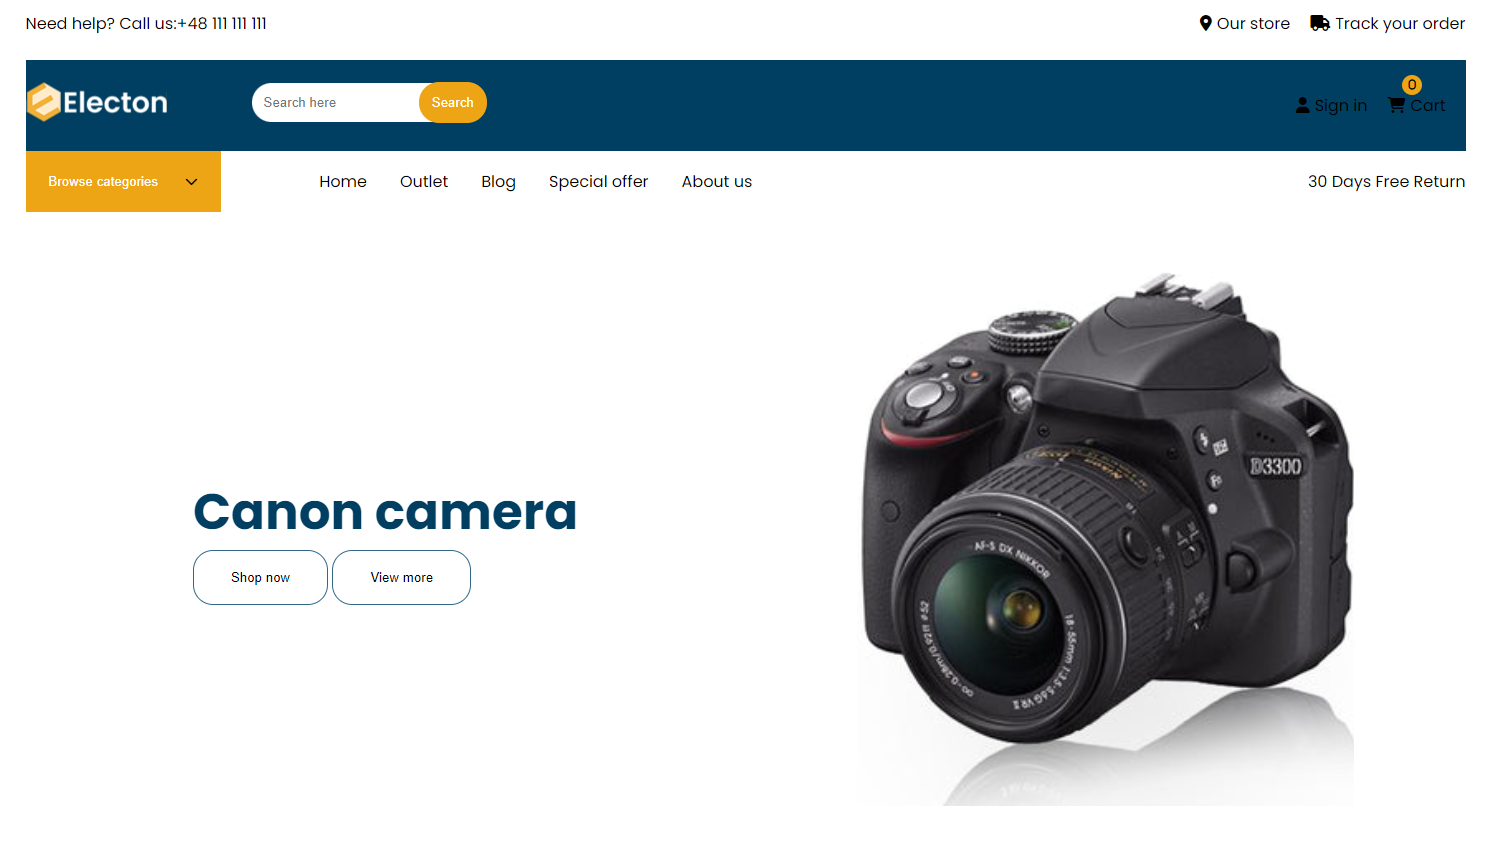 Need help? Call us:+48 111 111 111
Our store
Track your order
Electon
Search here
Search
0
Sign in
Cart
Browse categories
Home
Outlet
Blog
Special offer
About us
30 Days Free Return
Canon camera
Shop now
View more
D3300
Nikon
Fn
AF-S DX NIKKOR
18-55mm 1:3.5-5.6G VR II
∞-0.28m/0.92ft ø52